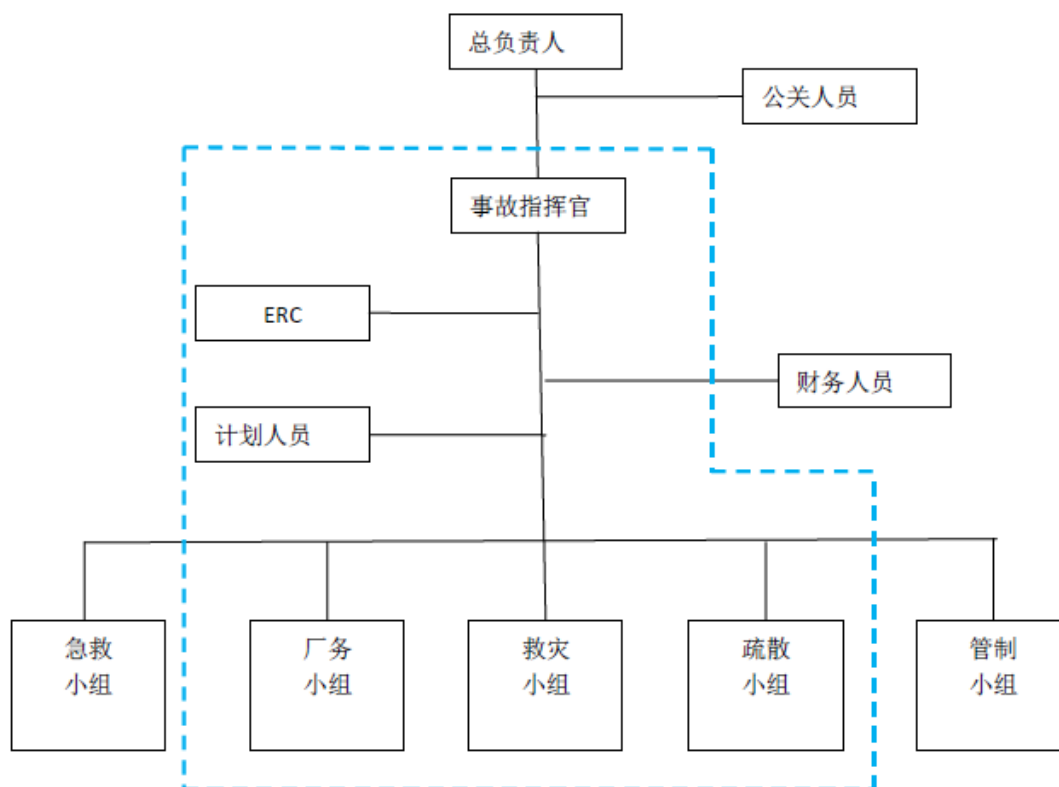 总负责人
公关人员
事故指挥官
ERC
财务人员
计划人员
急救
小组
厂务
小组
救灾
小组
疏散
小组
管制
小组